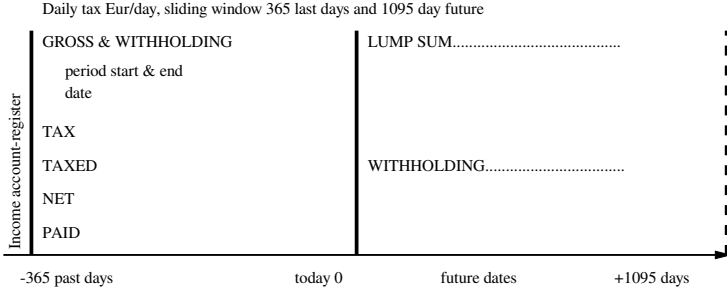 Daily tax Eur/day, sliding window 365 last days and 1095 day future
GROSS & WITHHOLDING
LUMP SUM..........................................
period start & end
date
Income account-register
TAX
TAXED
WITHHOLDING..................................
NET
PAID
-365 past days
today 0
future dates
+1095 days